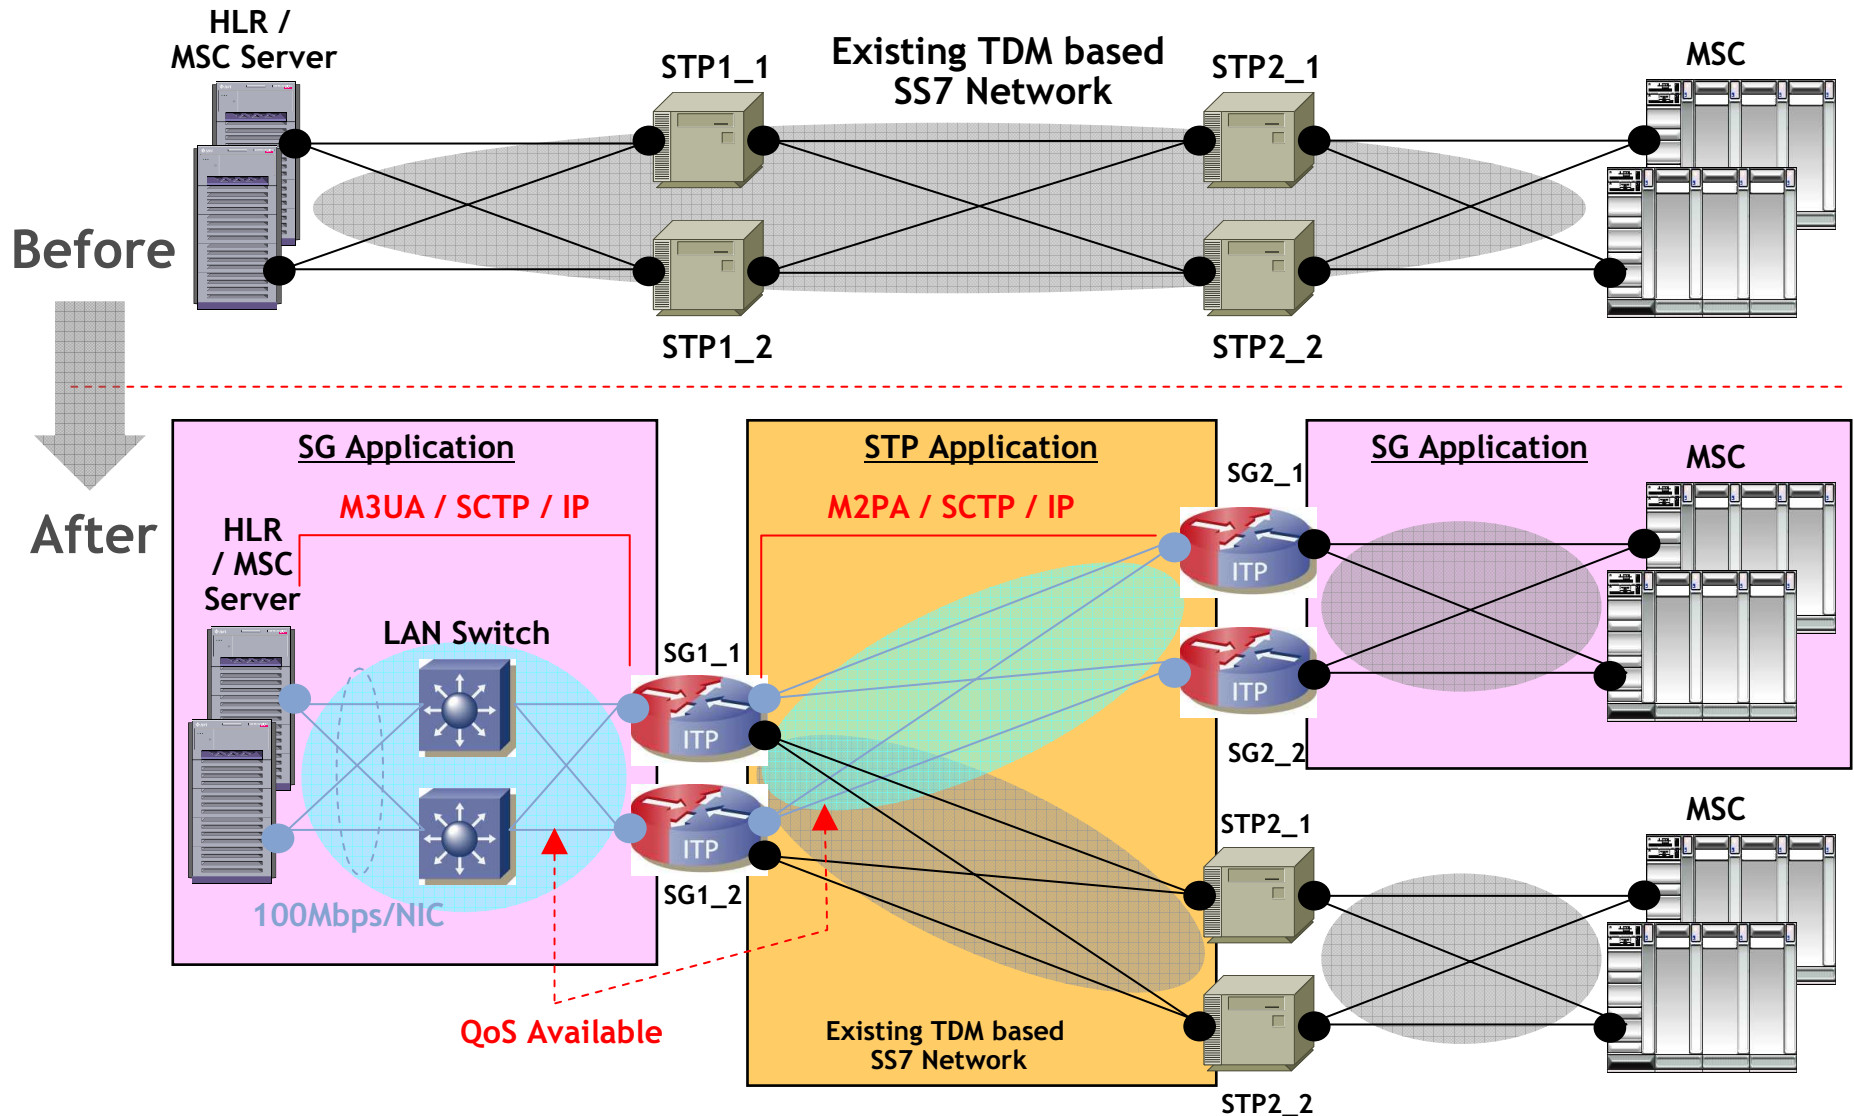 HLR /
MSC Server
STP1_1
Existing TDM based
SS7 Network
STP2_1
MSC
Before
STP1_2
STP2_2
SG Application
STP Application
SG Application
M3UA / SCTP / IP
M2PA / SCTP / IP
SG2_1
MSC
After
HLR
/ MSC
Server
ITP
LAN Switch
SG1_1
ITP
ITP
SG2_2
ITP
SG1_2
STP2_1
MSC
100Mbps/NIC
QoS Available
Existing TDM based
SS7 Network
STP2_2